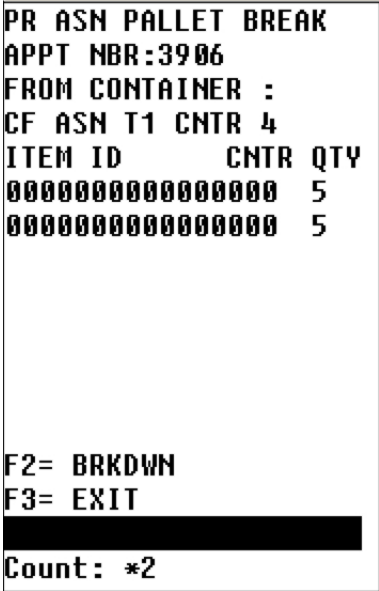 PR ASN PALLET BREAK
APPT NBR:3906
FROM CONTAINER :
CF ASN T1 CNTR 4
ITEM ID CNTR QTY
0000000000000000 5
0000000000000000 5
F2= BRKDWN
F3= EXIT
Count: *2